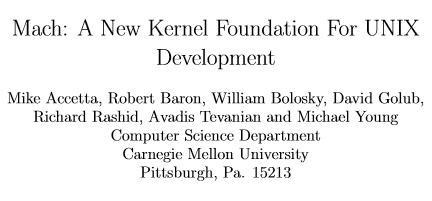 Mach: A New Kernel Foundation For UNIX
Development
Mike Accetta, Robert Baron, William Bolosky, David Golub,
Richard Rashid, Avadis Tevanian and Michael Young
Computer Science Department
Carnegie Mellon University
Pittsburgh, Pa. 15213